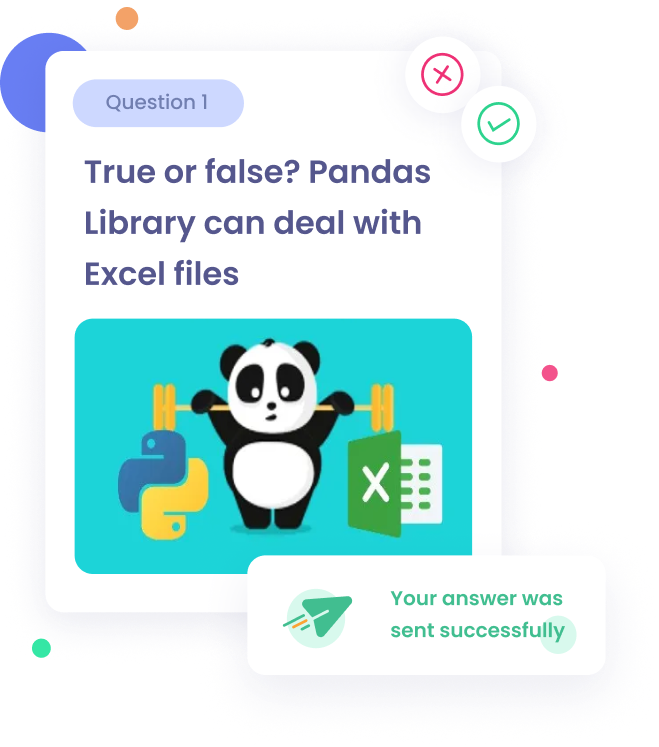 Question 1
True or false? Pandas
Library can deal with
Excel files
X
Your answer was
sent successfully